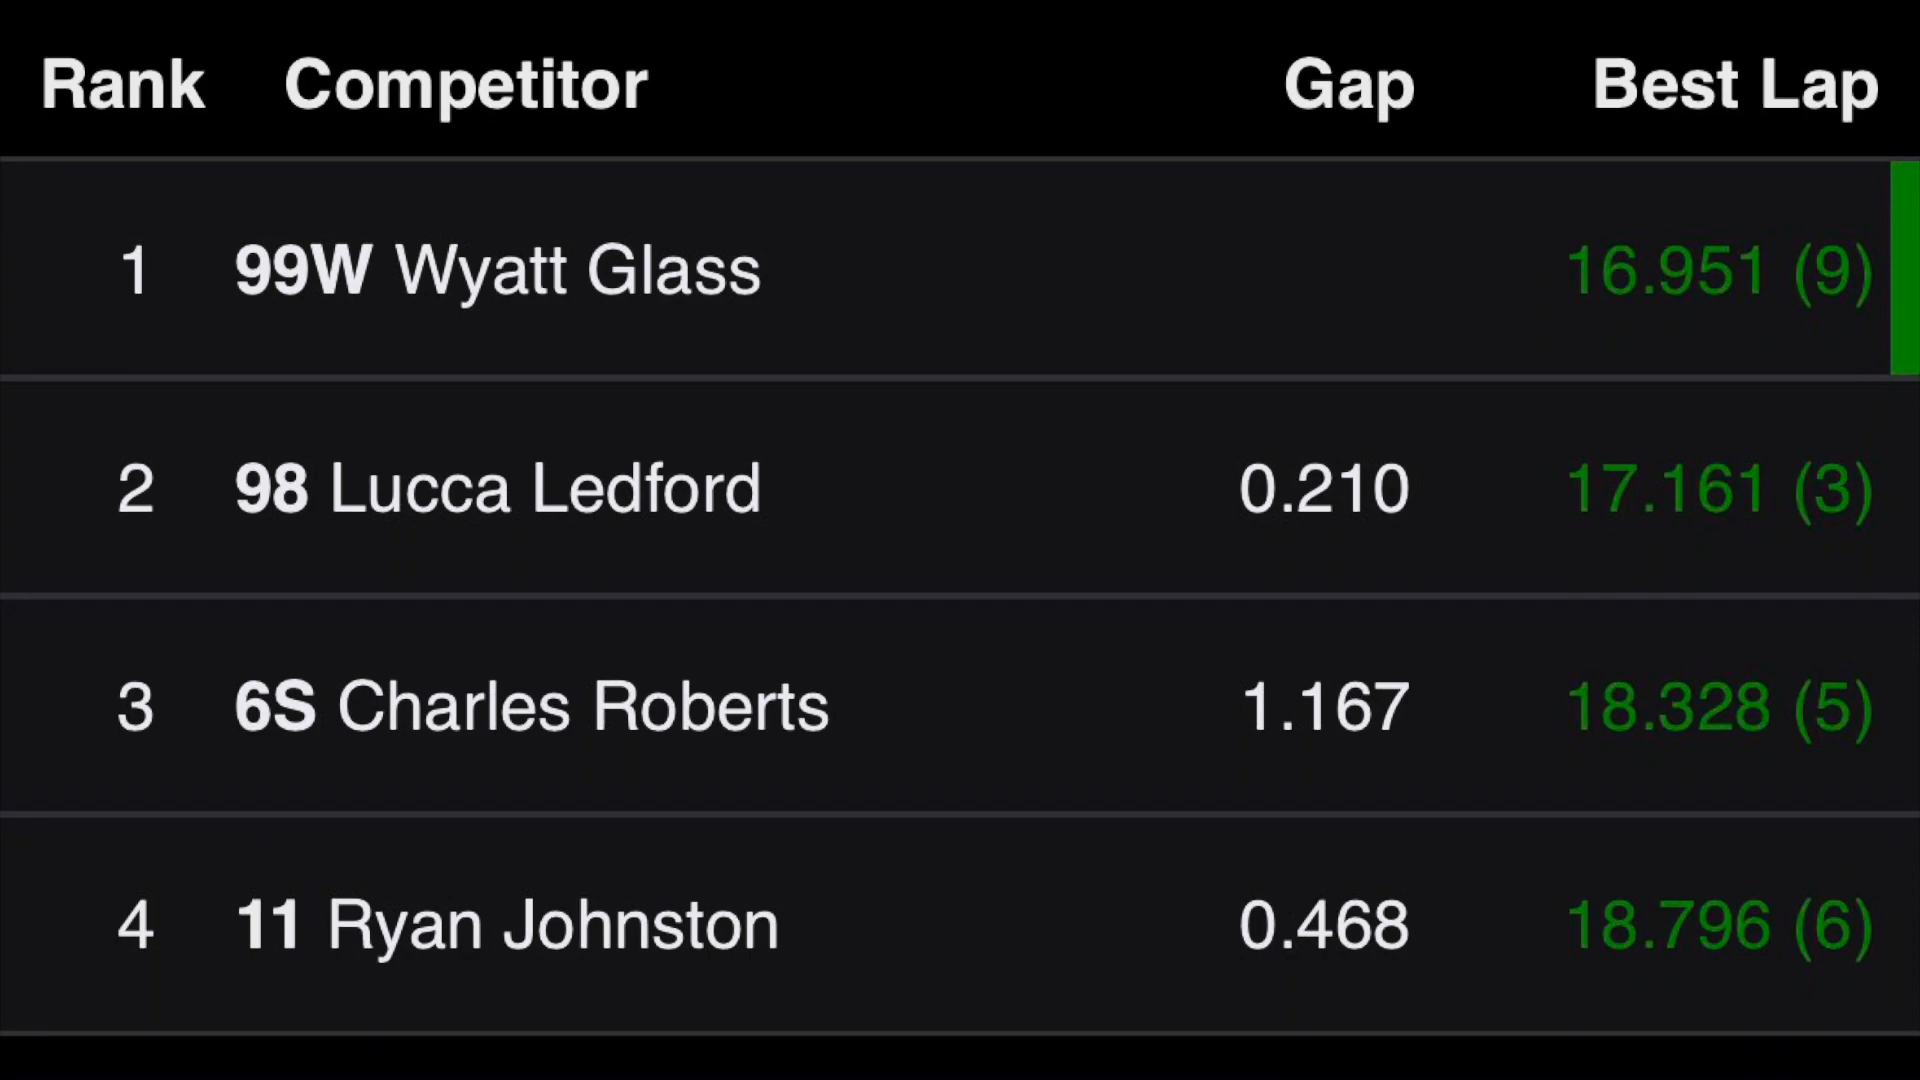 Rank Competitor Gap Best Lap
1 99W Wyatt Glass 16.951 (9)
2 98 Lucca Ledford 0.210 17.161 (3)
3 6S Charles Roberts 1.167 18.328 (5)
4 11 Ryan Johnston 0.468 18.796 (6)